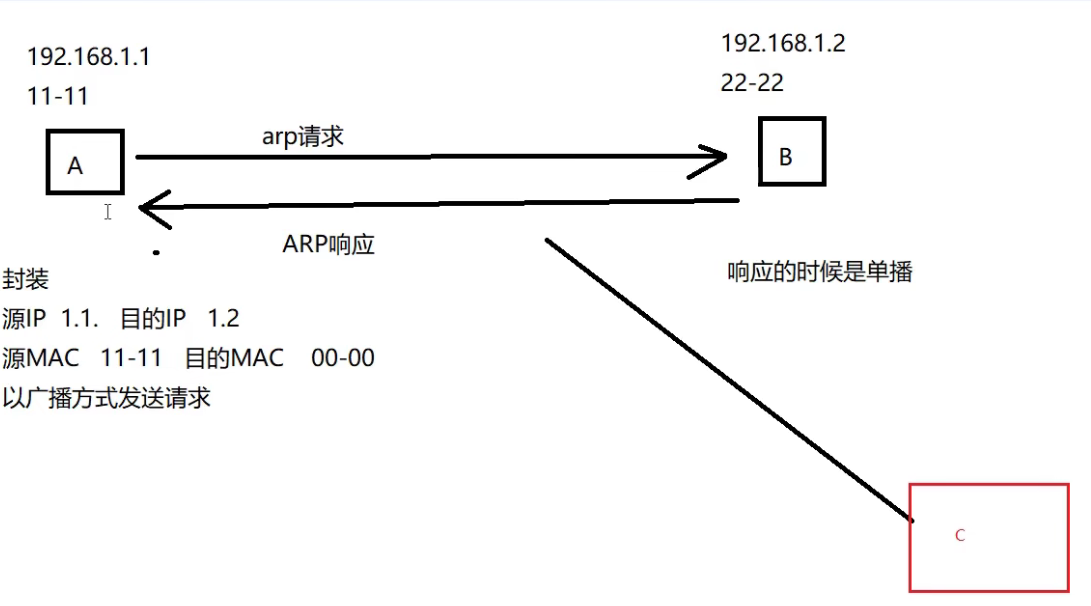 192.168.1.1
11-11
192.168.1.2
22-22
arp请求
A
B
ARP响应
响应的时候是单播
封装
源IP 1.1. 目的IP 1.2
源MAC 11-11 目的MAC 00-00
以广播方式发送请求
C